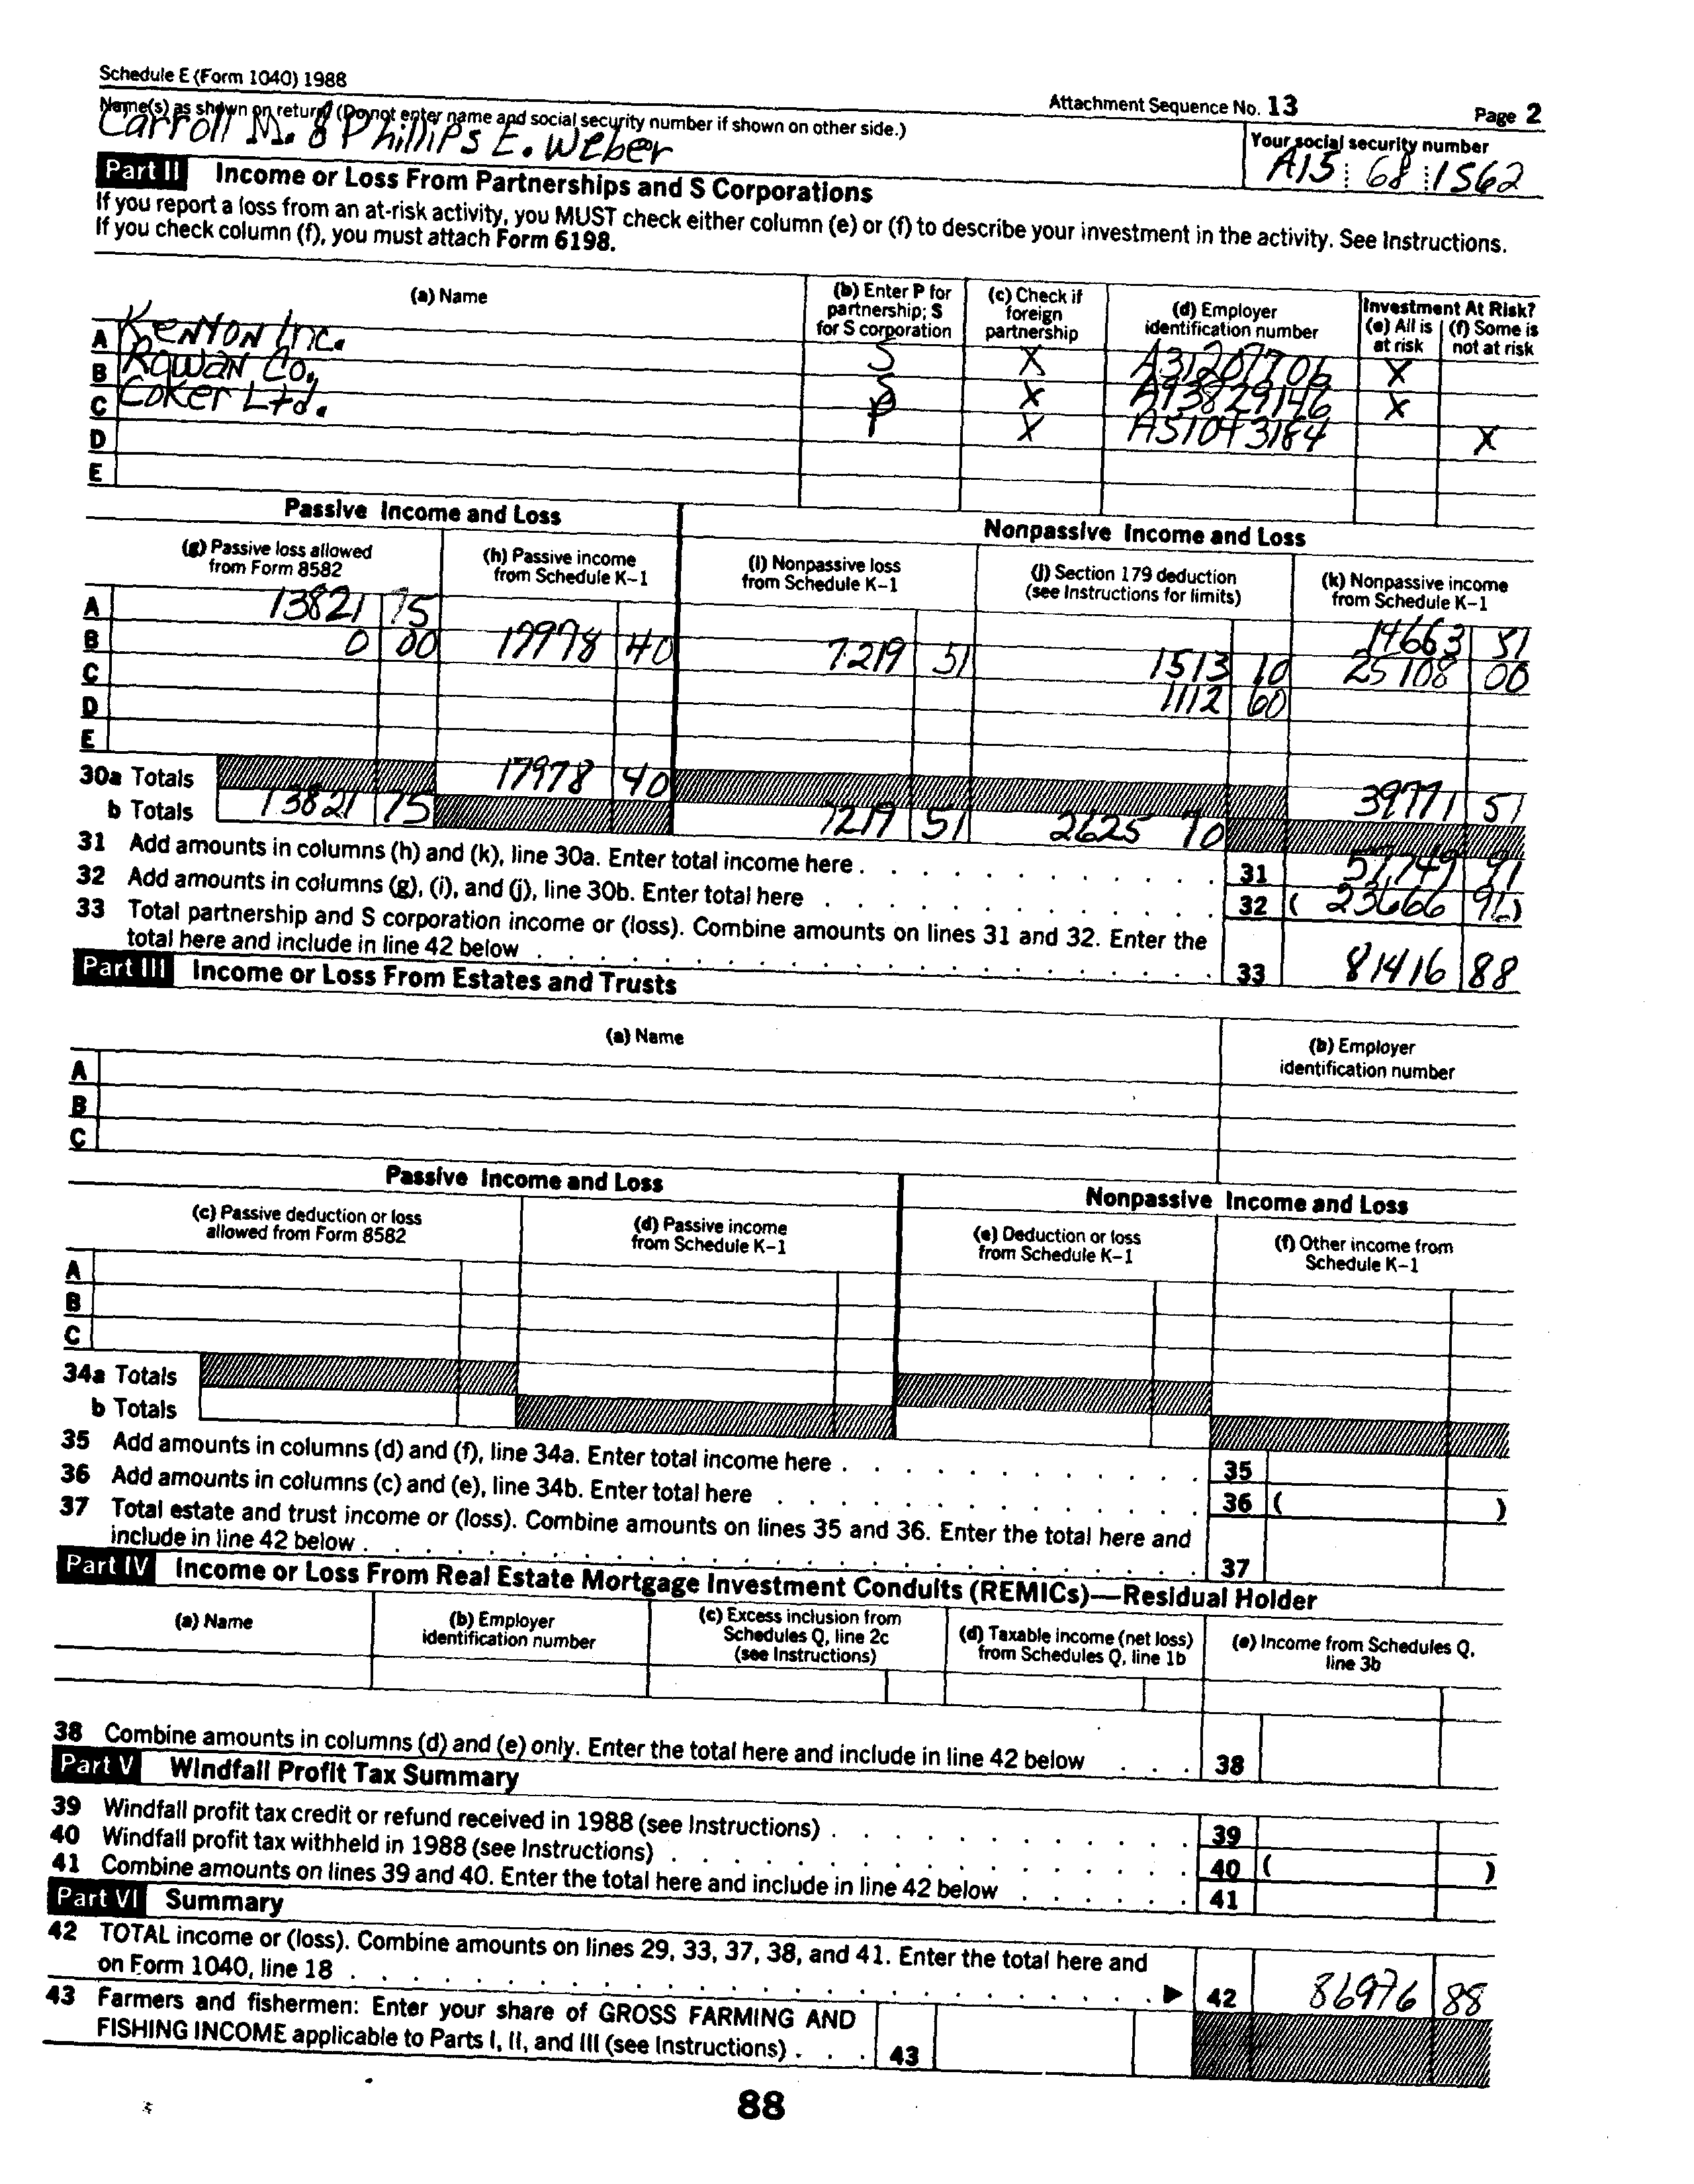 Schedule E (Form 1040) 1988
Attachment Sequence No. 13
Page 2
Name(s) as shown on return. (Do not enter name and social security number if shown on other side.)
Carroll M. & Phillips E. Weber
Your social security number
A15 68 1562
Part II Income or Loss From Partnerships and S Corporations
If you report a loss from an at-risk activity, you MUST check either column (e) or (f) to describe your investment in the activity. See Instructions.
If you check column (f), you must attach Form 6198.
(a) Name
(b) Enter P for partnership; S for S corporation
(c) Check if foreign partnership
(d) Employer identification number
Investment At Risk?
(e) All is at risk
(f) Some is not at risk
A Kenton Inc. S X A31207706 X
B Rowan Co. S X A93829146 X
C Coker Ltd. P X A51043184 X
D
E
Passive Income and Loss
Nonpassive Income and Loss
(g) Passive loss allowed from Form 8582
(h) Passive income from Schedule K-1
(i) Nonpassive loss from Schedule K-1
(j) Section 179 deduction (see Instructions for limits)
(k) Nonpassive income from Schedule K-1
A 13821 75 14663 51
B 0 00 17978 40 7219 51 1513 10 25108 00
C 1112 60
D
E
30a Totals 17978 40 39771 51
b Totals 13821 75 7219 51 2625 70
31 Add amounts in columns (h) and (k), line 30a. Enter total income here 31 57749 91
32 Add amounts in columns (g), (i), and (j), line 30b. Enter total here 32 ( 23666 96)
33 Total partnership and S corporation income or (loss). Combine amounts on lines 31 and 32. Enter the
total here and include in line 42 below 33 81416 88
Part III Income or Loss From Estates and Trusts
(a) Name
(b) Employer identification number
A
B
C
Passive Income and Loss
Nonpassive Income and Loss
(c) Passive deduction or loss allowed from Form 8582
(d) Passive income from Schedule K-1
(e) Deduction or loss from Schedule K-1
(f) Other income from Schedule K-1
A
B
C
34a Totals
b Totals
35 Add amounts in columns (d) and (f), line 34a. Enter total income here 35
36 Add amounts in columns (c) and (e), line 34b. Enter total here 36 ( )
37 Total estate and trust income or (loss). Combine amounts on lines 35 and 36. Enter the total here and
include in line 42 below 37
Part IV Income or Loss From Real Estate Mortgage Investment Conduits (REMICs)—Residual Holder
(a) Name
(b) Employer identification number
(c) Excess inclusion from Schedules Q, line 2c (see Instructions)
(d) Taxable income (net loss) from Schedules Q, line 1b
(e) Income from Schedules Q, line 3b
38 Combine amounts in columns (d) and (e) only. Enter the total here and include in line 42 below 38
Part V Windfall Profit Tax Summary
39 Windfall profit tax credit or refund received in 1988 (see Instructions) 39
40 Windfall profit tax withheld in 1988 (see Instructions) 40 ( )
41 Combine amounts on lines 39 and 40. Enter the total here and include in line 42 below 41
Part VI Summary
42 TOTAL income or (loss). Combine amounts on lines 29, 33, 37, 38, and 41. Enter the total here and
on Form 1040, line 18 ▶ 42 86976 88
43 Farmers and fishermen: Enter your share of GROSS FARMING AND
FISHING INCOME applicable to Parts I, II, and III (see Instructions) 43
88